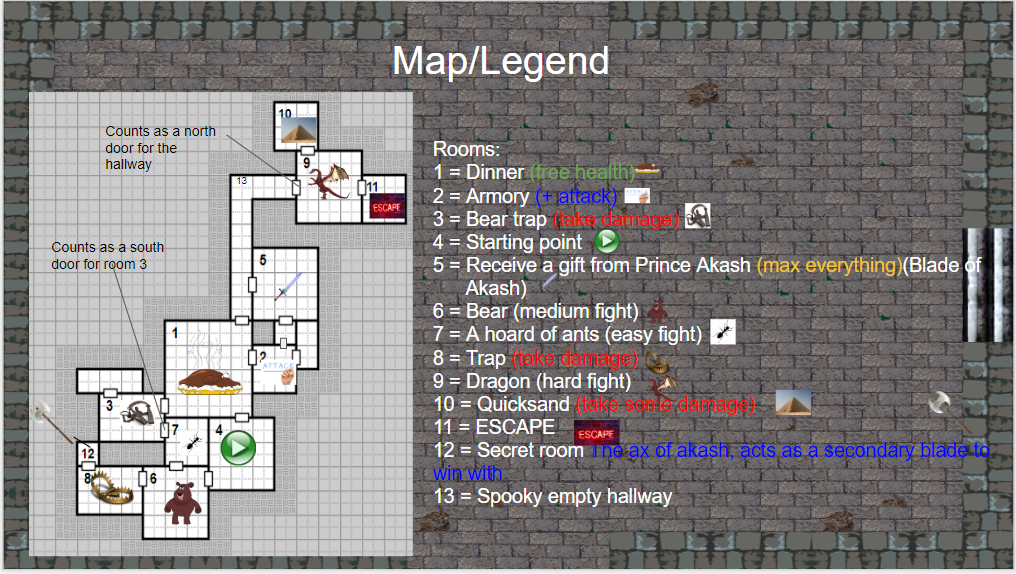 Map/Legend
10
Counts as a north
door for the
hallway
9
13
11
ESCAPE
Counts as a south
door for room 3
5
1
2
ATTACK
3
7
4
12
8
6
Rooms:
1 = Dinner (free health)
2 = Armory (+ attack)
3 = Bear trap (take damage)
4 = Starting point
5 = Receive a gift from Prince Akash (max everything)(Blade of
Akash)
6 = Bear (medium fight)
7 = A hoard of ants (easy fight)
8 = Trap (take damage)
9 = Dragon (hard fight)
10 = Quicksand (take some damage)
11 = ESCAPE
ESCAPE
12 = Secret room The ax of akash, acts as a secondary blade to
win with
13 = Spooky empty hallway